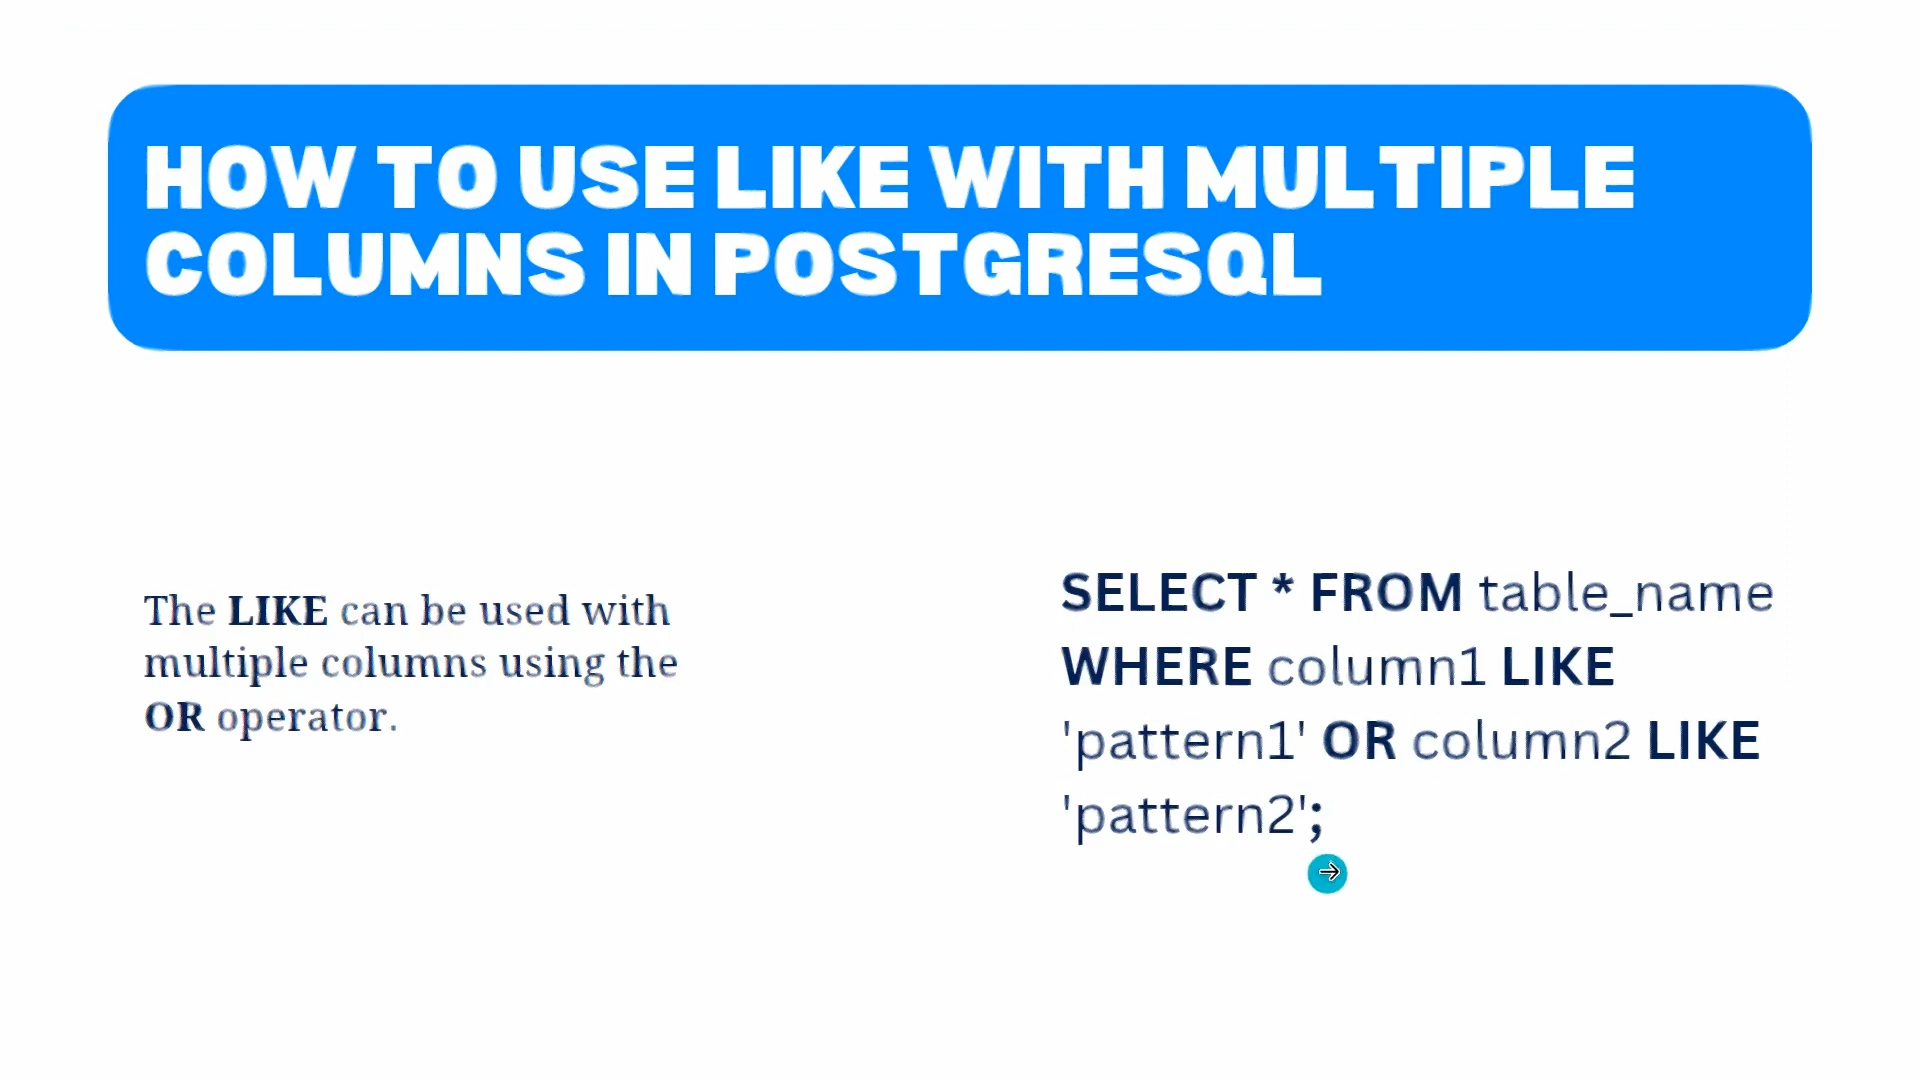 HOW TO USE LIKE WITH MULTIPLE
COLUMNS IN POSTGRESQL
The LIKE can be used with
multiple columns using the
OR operator.
SELECT * FROM table_name
WHERE column1 LIKE
'pattern1' OR column2 LIKE
'pattern2';